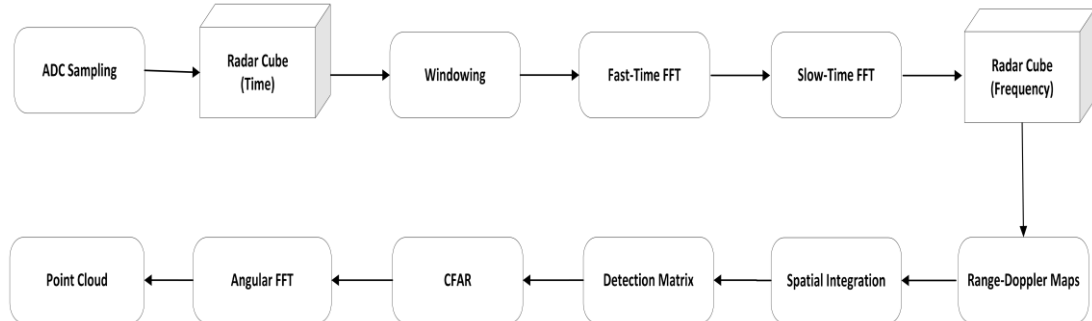 ADC Sampling
Radar Cube
(Time)
Windowing
Fast-Time FFT
Slow-Time FFT
Radar Cube
(Frequency)
Range-Doppler Maps
Spatial Integration
Detection Matrix
CFAR
Angular FFT
Point Cloud